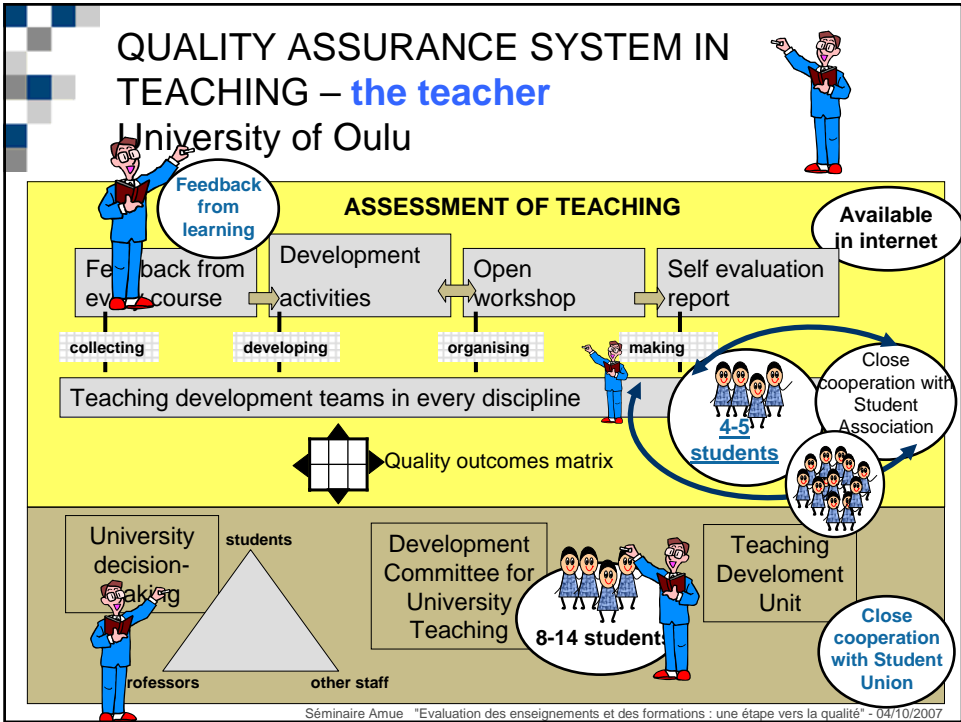 QUALITY ASSURANCE SYSTEM IN
TEACHING – the teacher
University of Oulu
Feedback
from
learning
ASSESSMENT OF TEACHING
Available
in internet
Feedback from
every course
Development
activities
Open
workshop
Self evaluation
report
collecting
developing
organising
making
Teaching development teams in every discipline
4-5
students
Close
cooperation with
Student
Association
Quality outcomes matrix
University
decision-
making
students
professors
other staff
Development
Committee for
University
Teaching
8-14 students
Teaching
Develoment
Unit
Close
cooperation
with Student
Union
Séminaire Amue "Evaluation des enseignements et des formations : une étape vers la qualité" - 04/10/2007